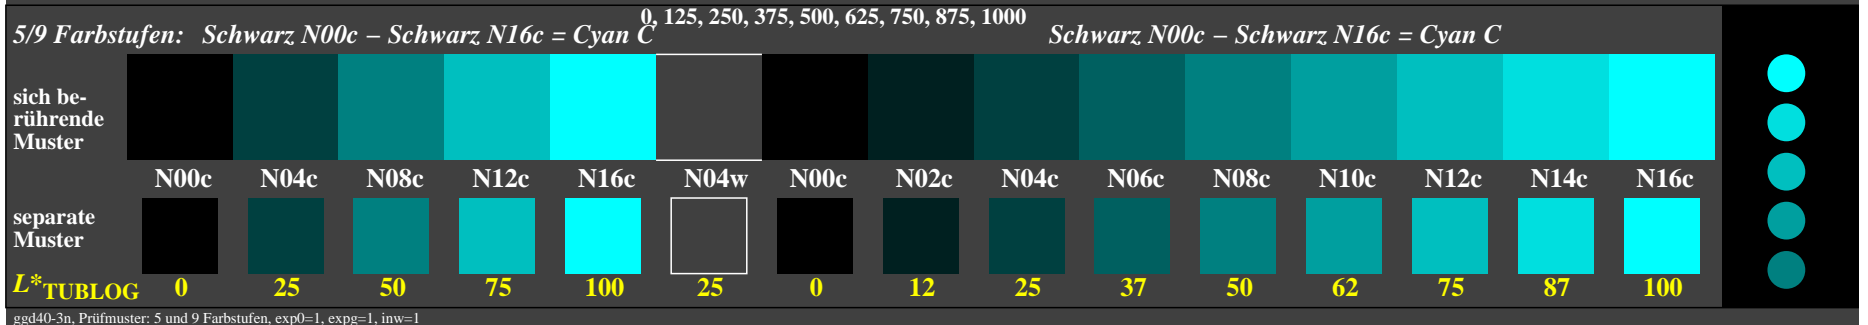 0, 125, 250, 375, 500, 625, 750, 875, 1000
5/9 Farbstufen: Schwarz N00c – Schwarz N16c = Cyan C Schwarz N00c – Schwarz N16c = Cyan C
sich be-
rührende
Muster
N00c N04c N08c N12c N16c N04w N00c N02c N04c N06c N08c N10c N12c N14c N16c
separate
Muster
L*TUBLOG 0 25 50 75 100 25 0 12 25 37 50 62 75 87 100
ggd40-3n, Prüfmuster: 5 und 9 Farbstufen, exp0=1, expg=1, inw=1